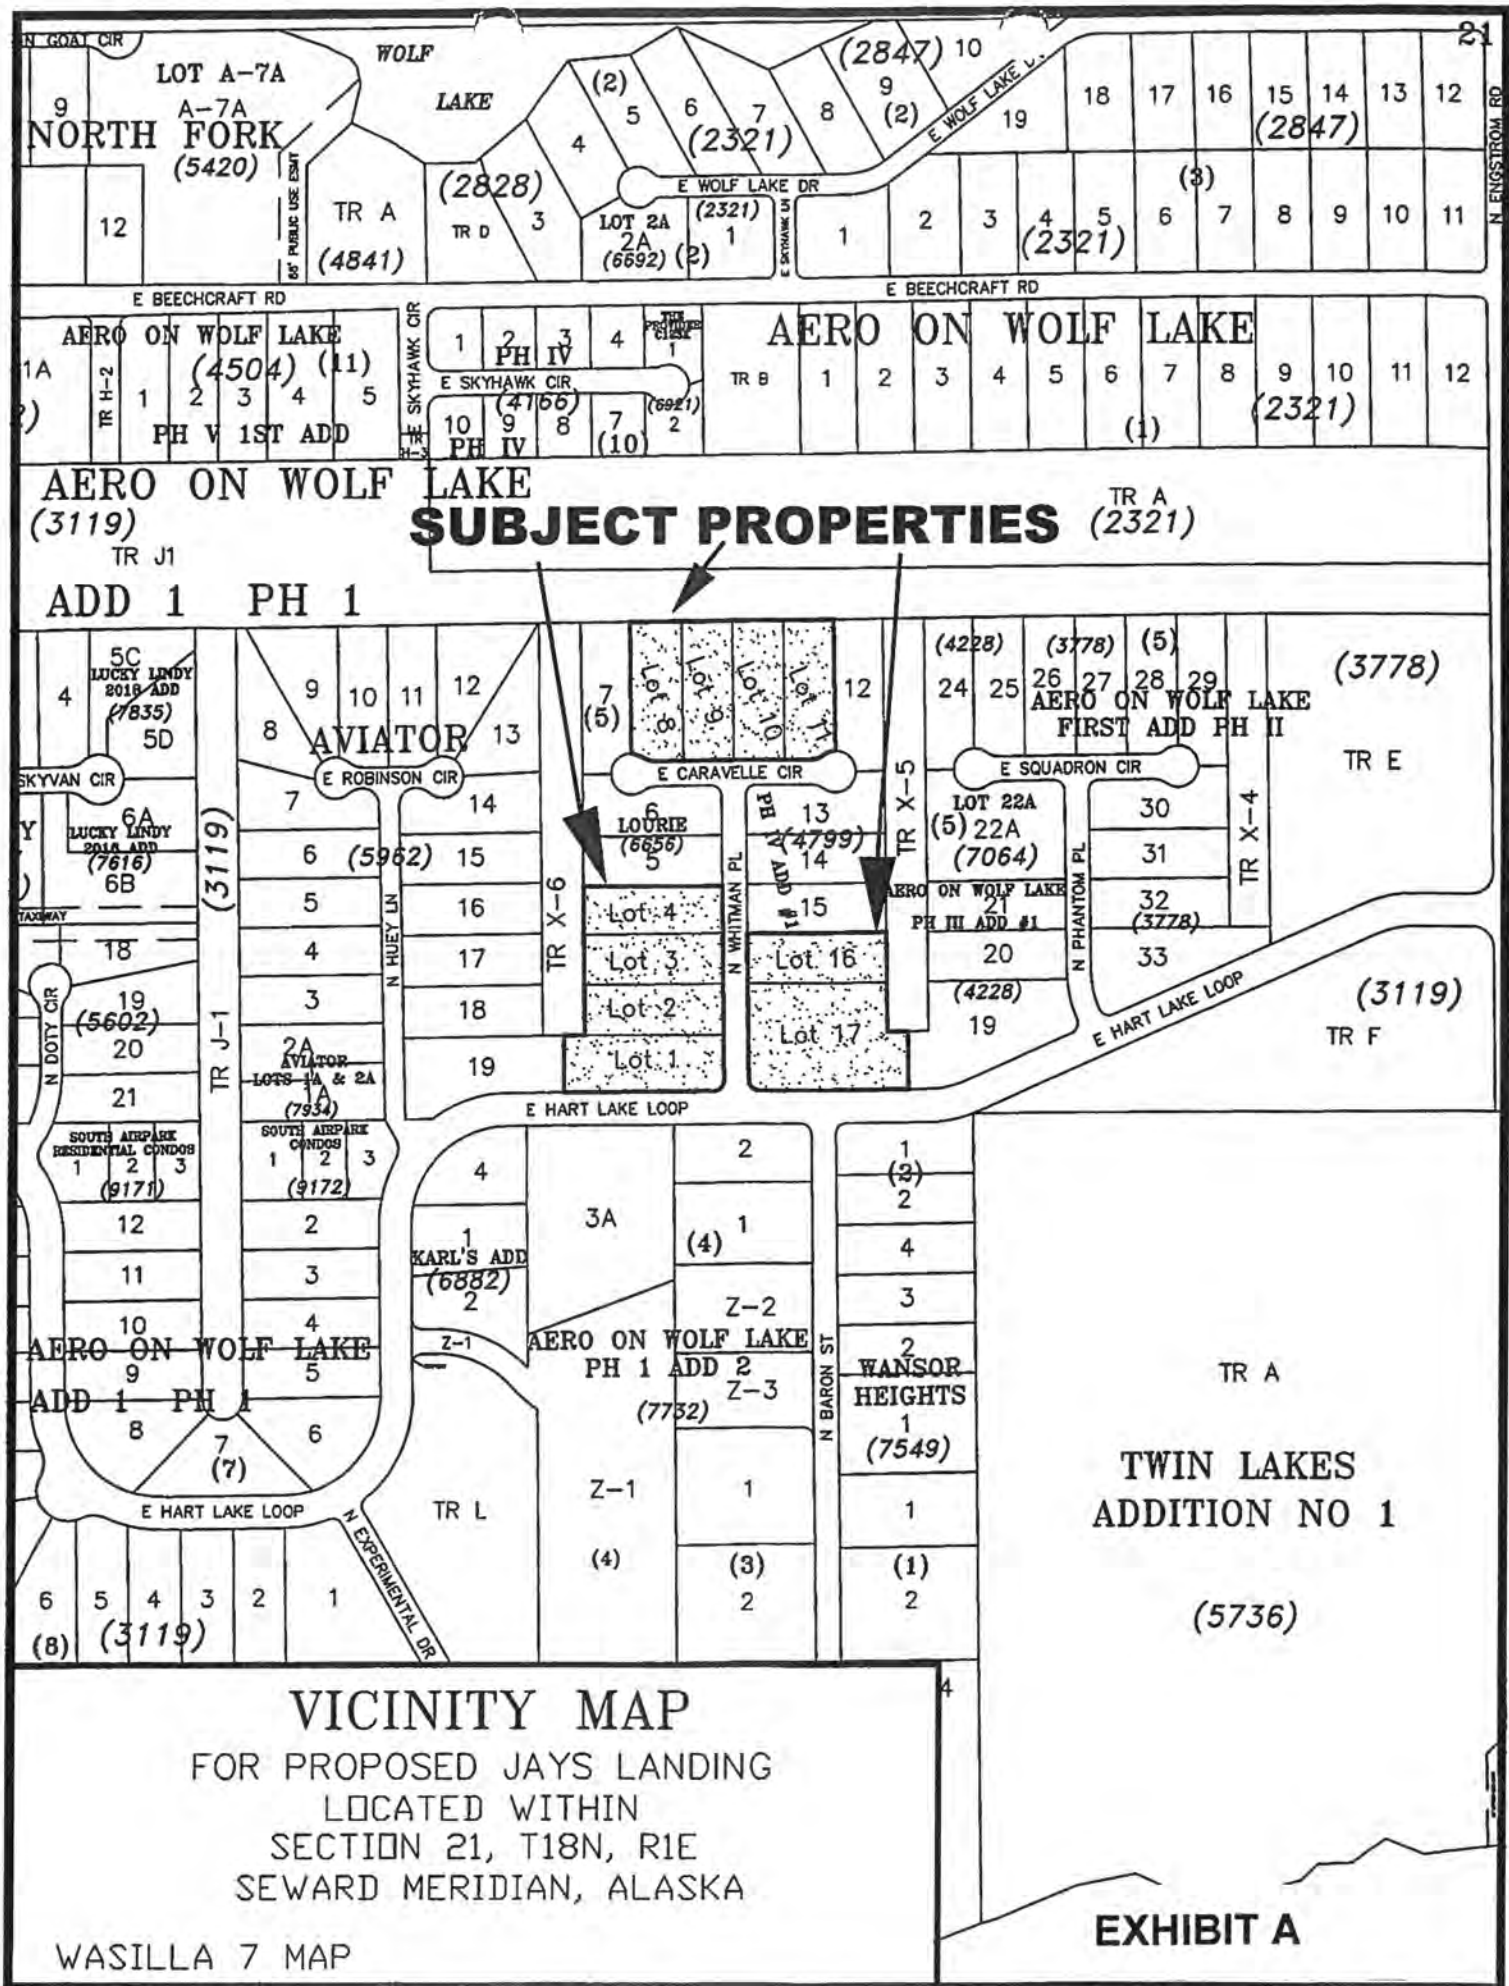 21
N GOAT CIR
LOT A-7A
A-7A
9
NORTH FORK
(5420)
12
66' PUBLIC USE ESMT
WOLF
LAKE
TR A
(4841)
(2828)
TR D
3
4
(2)
5
6
7
8
(2321)
(2847)
9
(2)
10
E WOLF LAKE
19
18
17
16
15
14
13
12
(2847)
N ENGSTROM RD
E WOLF LAKE DR
LOT 2A
2A
(6692)
(2)
(2321)
1
E SKYHAWK LN
1
2
3
4
5
6
7
8
9
10
11
(3)
(2321)
E BEECHCRAFT RD
E BEECHCRAFT RD
AERO ON WOLF LAKE
(4504) (11)
1A
TR H-2
1
2
3
4
5
PH V 1ST ADD
E SKYHAWK CIR
TR
H-3
1
2
3
4
PH IV
1
E SKYHAWK CIR
(4166)
(6921)
10
9
8
7
2
PH IV
(10)
AERO ON WOLF LAKE
TR B
1
2
3
4
5
6
7
8
9
10
11
12
(2321)
(1)
AERO ON WOLF LAKE
(3119)
TR J1
ADD 1 PH 1
SUBJECT PROPERTIES
TR A
(2321)
4
5C
LUCKY LINDY
2018 ADD
(7835)
5D
SKYVAN CIR
6A
LUCKY LINDY
2016 ADD
(7616)
6B
TAXIWAY
18
19
(5602)
20
21
N DOTY CIR
(3119)
TR J-1
8
9
10
11
12
13
AVIATOR
E ROBINSON CIR
7
6
(5962)
5
4
3
2A
AVIATOR
LOTS 1A & 2A
1A
(7934)
N HUEY LN
14
15
16
17
18
19
TR X-6
7
(5)
Lot 8
Lot 9
Lot 10
Lot 11
12
E CARAVELLE CIR
6
LOURIE
(6656)
5
Lot 4
Lot 3
Lot 2
Lot 1
N WHITMAN PL
PH IV ADD #1
13
(4799)
14
15
Lot 16
Lot 17
TR X-5
(4228)
(3778)
(5)
24
25
26
27
28
29
AERO ON WOLF LAKE
FIRST ADD PH II
E SQUADRON CIR
LOT 22A
(5) 22A
(7064)
AERO ON WOLF LAKE
21
PH III ADD #1
20
(4228)
19
N PHANTOM PL
30
31
32
(3778)
33
TR X-4
(3778)
TR E
E HART LAKE LOOP
(3119)
TR F
E HART LAKE LOOP
SOUTH AIRPARK
RESIDENTIAL CONDOS
1
2
3
(9171)
12
11
10
9
8
7
(7)
SOUTH AIRPARK
CONDOS
1
2
3
(9172)
2
3
4
5
6
AERO ON WOLF LAKE
ADD 1 PH 1
E HART LAKE LOOP
N EXPERIMENTAL DR
6
5
4
3
2
1
(8)
(3119)
4
1
KARL'S ADD
(6882)
2
Z-1
TR L
3A
2
1
(4)
Z-2
AERO ON WOLF LAKE
PH 1 ADD 2
Z-3
(7732)
Z-1
1
(4)
(3)
2
N BARON ST
1
(2)
2
4
3
2
WANSOR
HEIGHTS
1
(7549)
1
(1)
2
4
TR A
TWIN LAKES
ADDITION NO 1
(5736)
VICINITY MAP
FOR PROPOSED JAYS LANDING
LOCATED WITHIN
SECTION 21, T18N, R1E
SEWARD MERIDIAN, ALASKA
WASILLA 7 MAP
EXHIBIT A